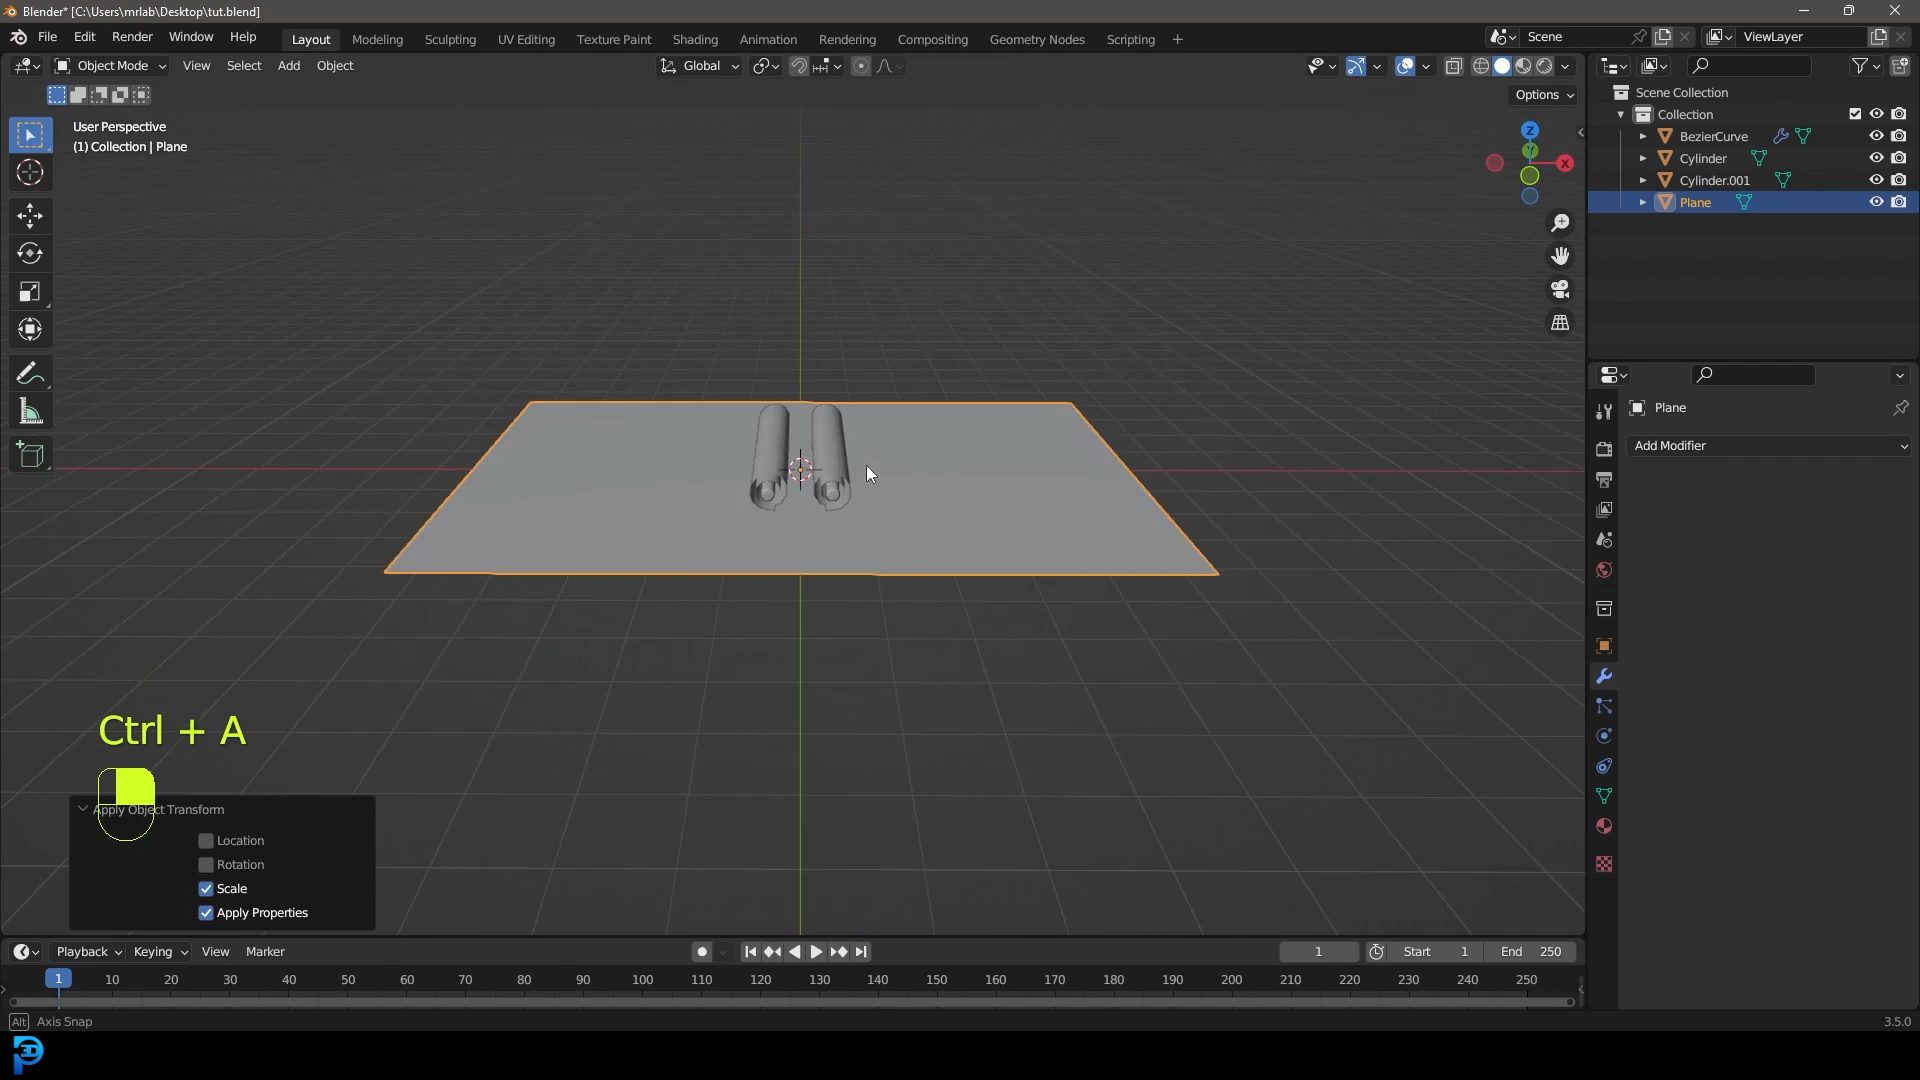 Blender* [C:\Users\mrlab\Desktop\tut.blend]
File Edit Render Window Help
Layout Modeling Sculpting UV Editing Texture Paint Shading Animation Rendering Compositing Geometry Nodes Scripting +
Scene
ViewLayer
Object Mode View Select Add Object
Global
Options
User Perspective
(1) Collection | Plane
Z
Y
X
Scene Collection
Collection
BezierCurve
Cylinder
Cylinder.001
Plane
Plane
Add Modifier
Ctrl + A
Apply Object Transform
Location
Rotation
Scale
Apply Properties
Playback Keying View Marker
1
Start 1
End 250
1 10 20 30 40 50 60 70 80 90 100 110 120 130 140 150 160 170 180 190 200 210 220 230 240 250
Alt Axis Snap
3.5.0
P3D